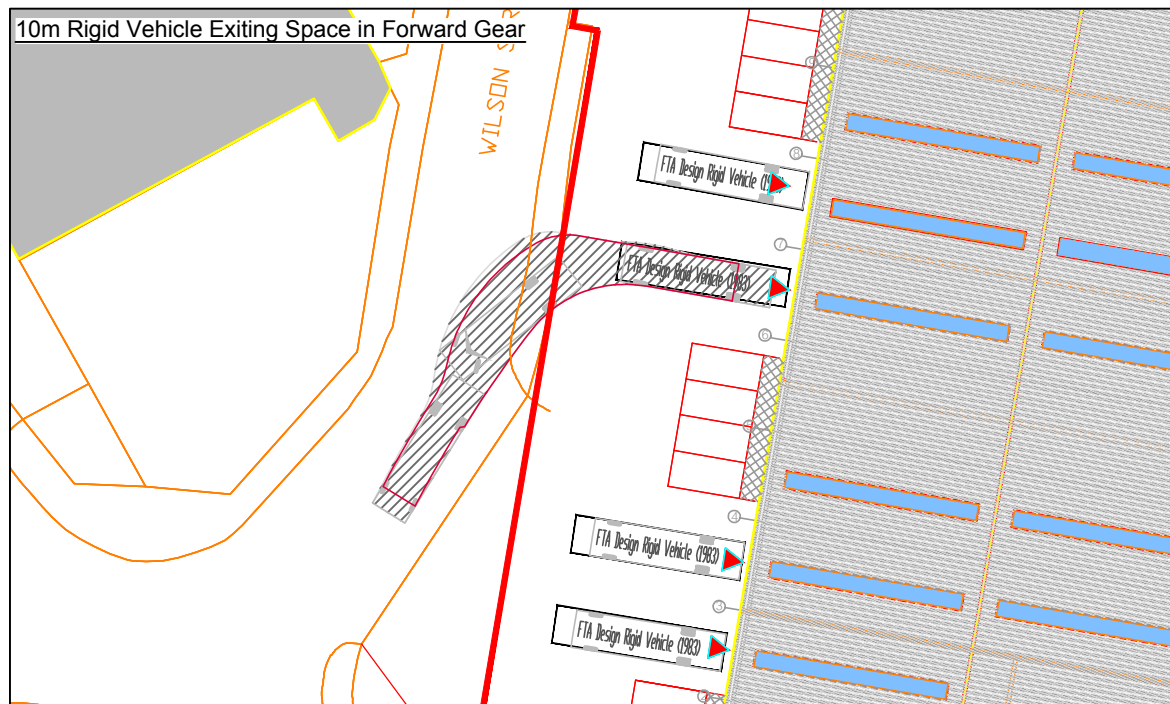 10m Rigid Vehicle Exiting Space in Forward Gear
WILSON
8
FTA Design Rigid Vehicle
7
FTA Design Rigid Vehicle (1983)
6
4
FTA Design Rigid Vehicle (1983)
3
FTA Design Rigid Vehicle (1983)